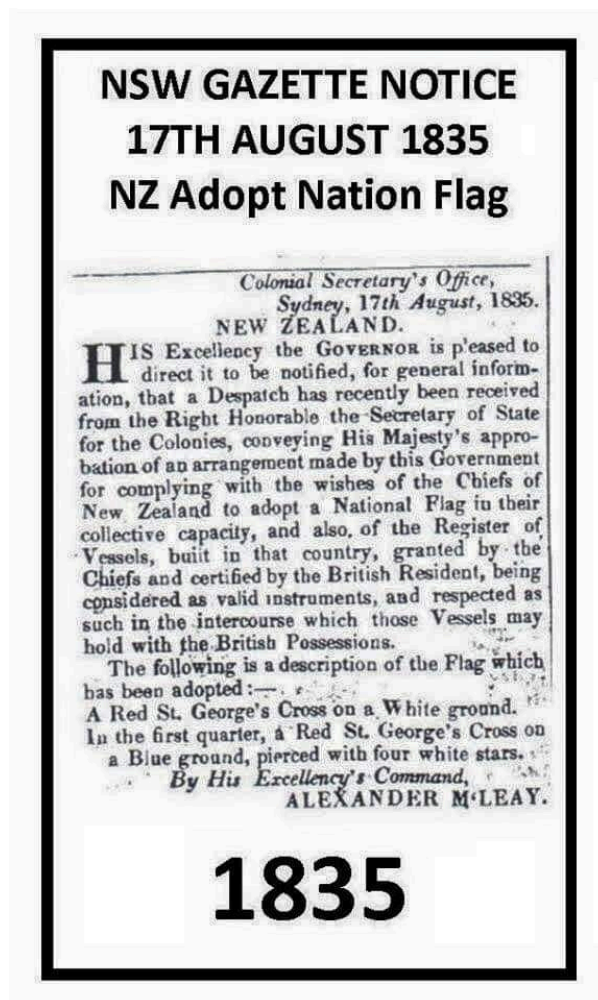 NSW GAZETTE NOTICE
17TH AUGUST 1835
NZ Adopt Nation Flag
Colonial Secretary's Office,
Sydney, 17th August, 1835.
NEW ZEALAND.
HIS Excellency the GOVERNOR is pleased to
direct it to be notified, for general inform-
ation, that a Despatch has recently been received
from the Right Honorable the Secretary of State
for the Colonies, conveying His Majesty's appro-
bation of an arrangement made by this Government
for complying with the wishes of the Chiefs of
New Zealand to adopt a National Flag in their
collective capacity, and also, of the Register of
Vessels, built in that country, granted by the
Chiefs and certified by the British Resident, being
considered as valid instruments, and respected as
such in the intercourse which those Vessels may
hold with the British Possessions.
The following is a description of the Flag which
has been adopted:—
A Red St. George's Cross on a White ground.
In the first quarter, a Red St. George's Cross on
a Blue ground, pierced with four white stars.
By His Excellency's Command,
ALEXANDER M'LEAY.
1835